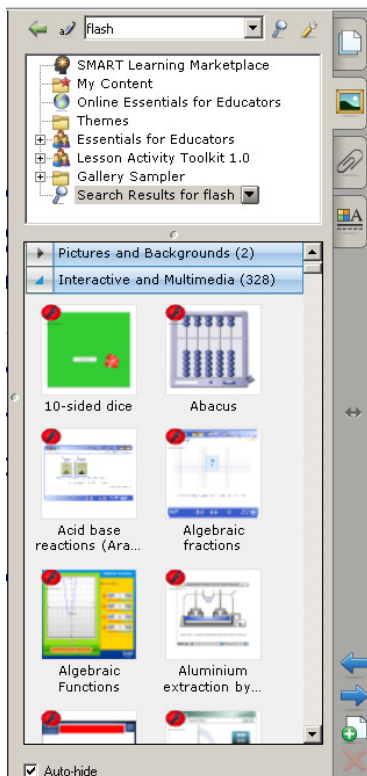 flash
SMART Learning Marketplace
My Content
Online Essentials for Educators
Themes
Essentials for Educators
Lesson Activity Toolkit 1.0
Gallery Sampler
Search Results for flash
Pictures and Backgrounds (2)
Interactive and Multimedia (328)
10-sided dice
Abacus
Acid base
reactions (Ara...
Algebraic
fractions
Algebraic
Functions
Aluminium
extraction by...
Auto-hide